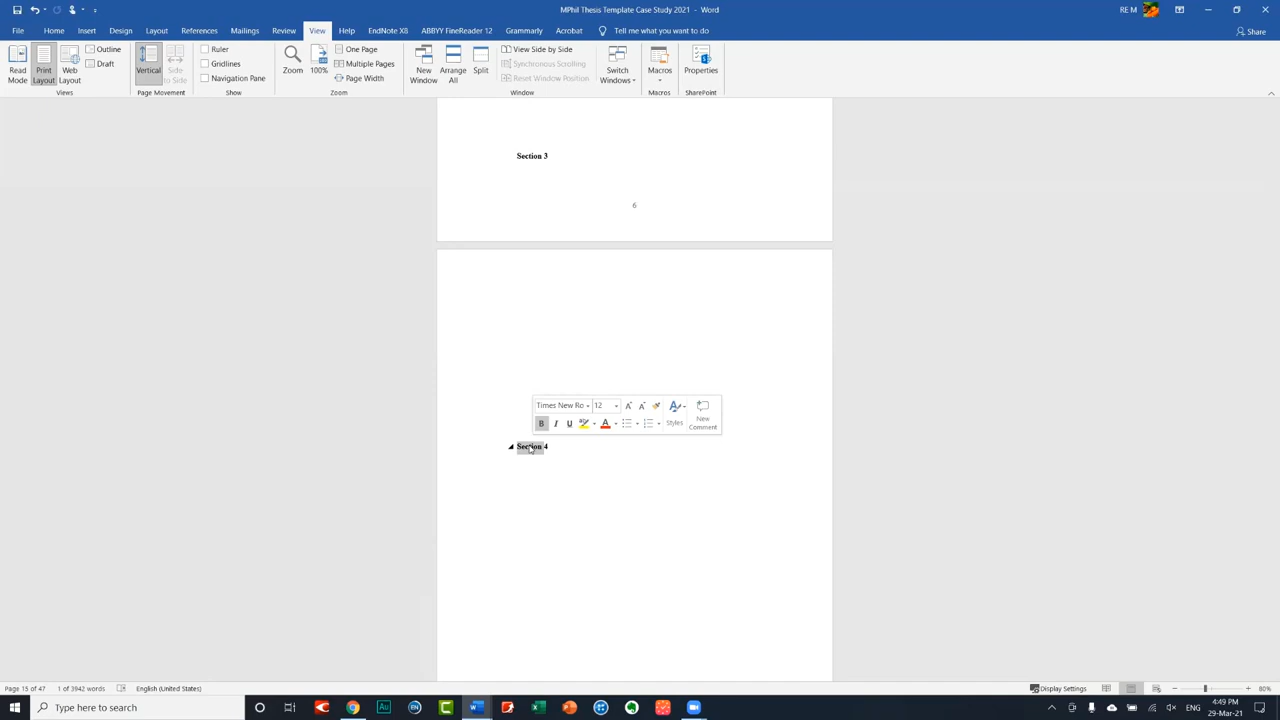 MPhil Thesis Template Case Study 2021 - Word
RE M
File Home Insert Design Layout References Mailings Review View Help EndNote X8 ABBYY FineReader 12 Grammarly Acrobat Tell me what you want to do
Share
Read Mode
Print Layout
Web Layout
Outline
Draft
Views
Vertical
Side to Side
Page Movement
Ruler
Gridlines
Navigation Pane
Show
Zoom
100%
One Page
Multiple Pages
Page Width
Zoom
New Window
Arrange All
Split
View Side by Side
Synchronous Scrolling
Reset Window Position
Window
Switch Windows
Macros
Macros
Properties
SharePoint
Section 3
6
Times New Ro
12
Styles
New Comment
Section 4
Page 15 of 47
1 of 3942 words
English (United States)
Display Settings
80%
Type here to search
ENG
4:49 PM
29-Mar-21